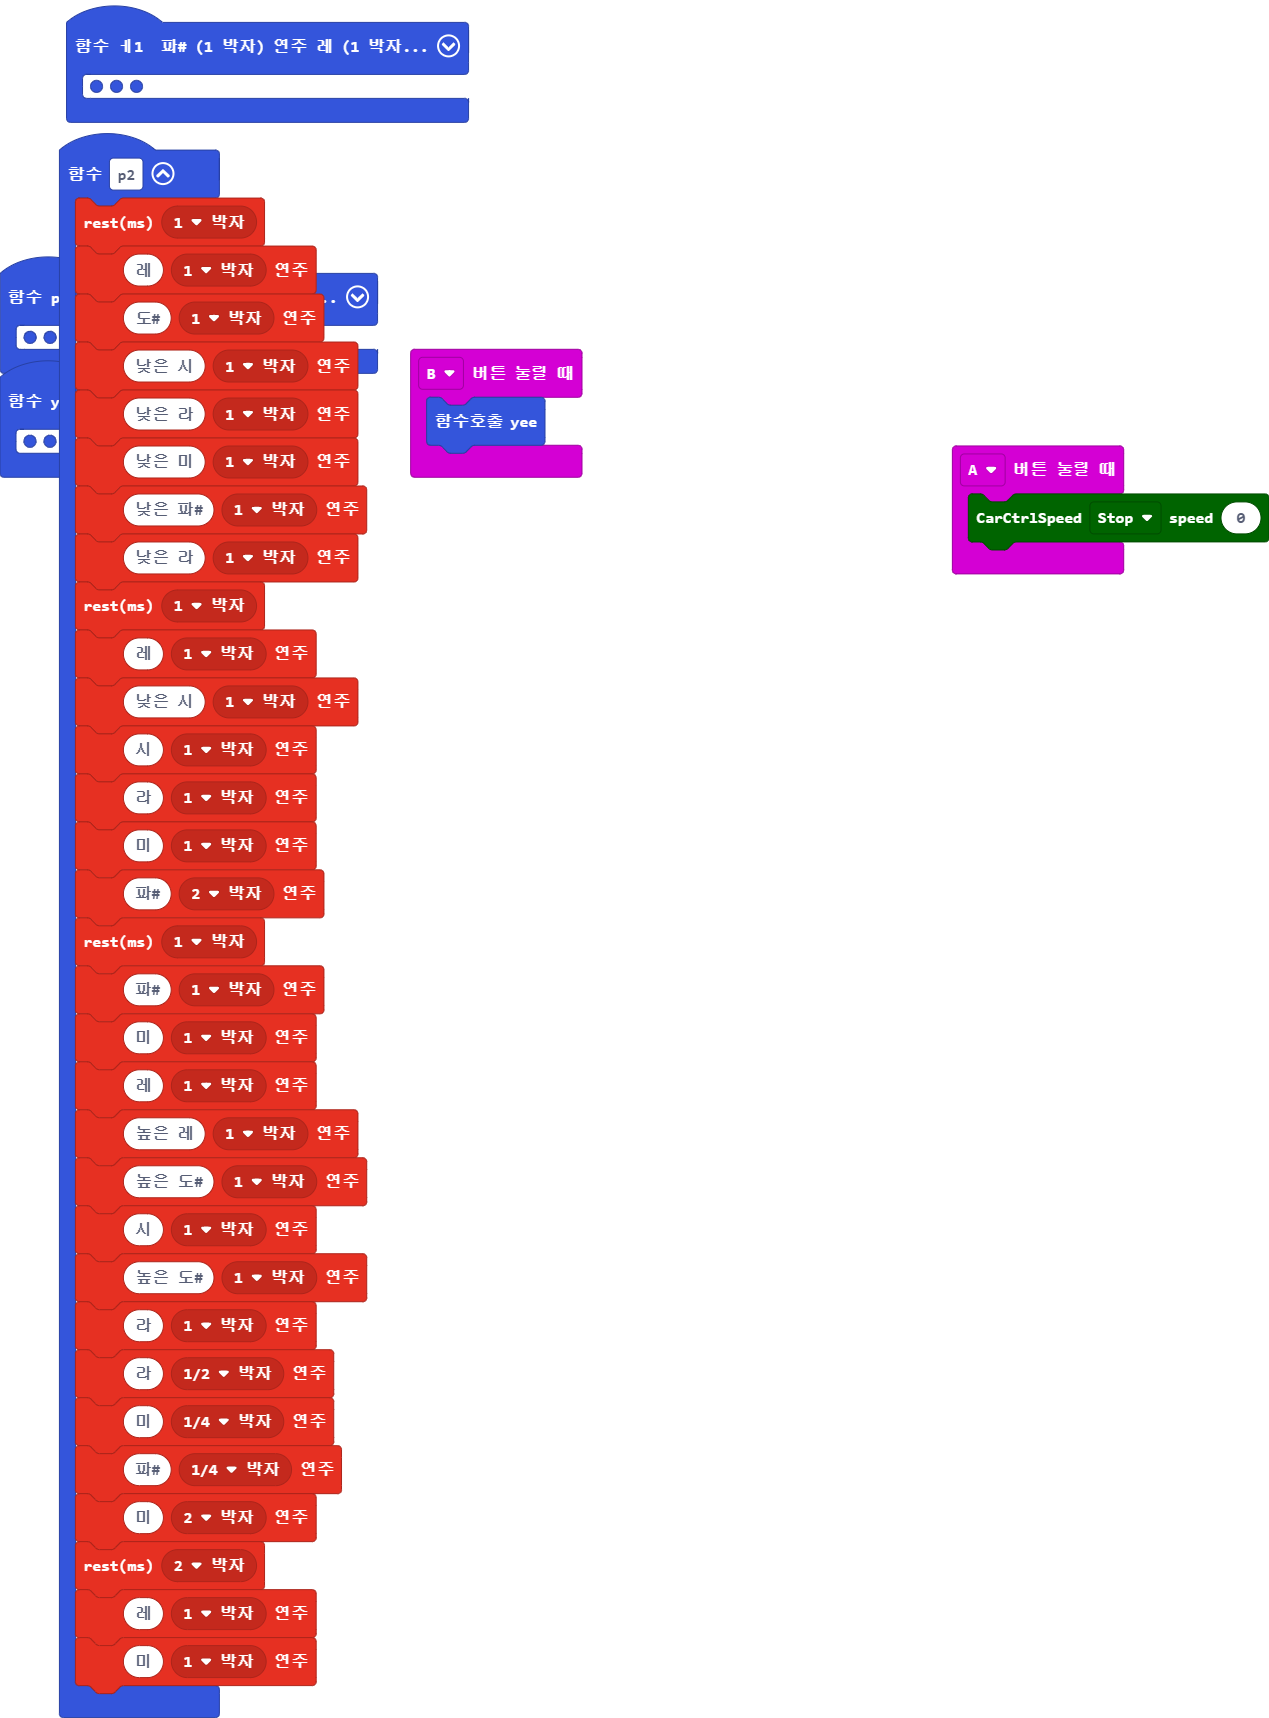 함수 ㅔ1 파# (1 박자) 연주 레 (1 박자...
함수 p2
rest(ms) 1 박자
레 1 박자 연주
함수 p
..
도# 1 박자 연주
낮은 시 1 박자 연주
B 버튼 눌릴 때
함수 y
낮은 라 1 박자 연주
함수호출 yee
낮은 미 1 박자 연주
A 버튼 눌릴 때
낮은 파# 1 박자 연주
CarCtrlSpeed Stop speed 0
낮은 라 1 박자 연주
rest(ms) 1 박자
레 1 박자 연주
낮은 시 1 박자 연주
시 1 박자 연주
라 1 박자 연주
미 1 박자 연주
파# 2 박자 연주
rest(ms) 1 박자
파# 1 박자 연주
미 1 박자 연주
레 1 박자 연주
높은 레 1 박자 연주
높은 도# 1 박자 연주
시 1 박자 연주
높은 도# 1 박자 연주
라 1 박자 연주
라 1/2 박자 연주
미 1/4 박자 연주
파# 1/4 박자 연주
미 2 박자 연주
rest(ms) 2 박자
레 1 박자 연주
미 1 박자 연주